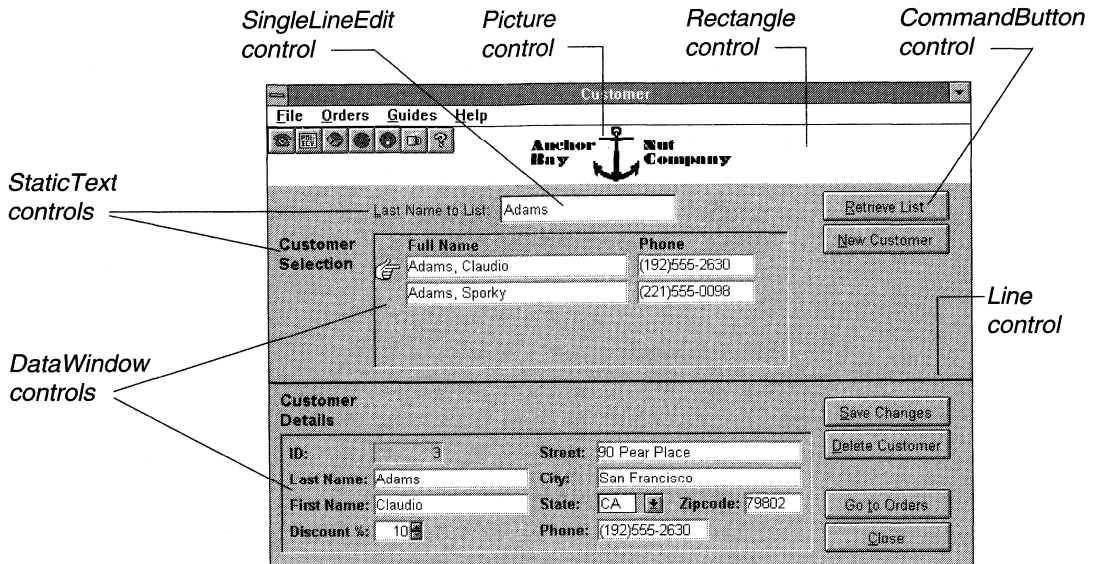 SingleLineEdit control
Picture control
Rectangle control
CommandButton control
Customer
File Orders Guides Help
Anchor Bay
Nut Company
StaticText controls
Last Name to List: Adams
Retrieve List
New Customer
Customer Selection
Full Name Phone
Adams, Claudio (192)555-2630
Adams, Sporky (221)555-0098
Line control
DataWindow controls
Customer Details
Save Changes
Delete Customer
ID: 3 Street: 90 Pear Place
Last Name: Adams City: San Francisco
First Name: Claudio State: CA Zipcode: 79802
Discount %: 10 Phone: (192)555-2630
Go to Orders
Close